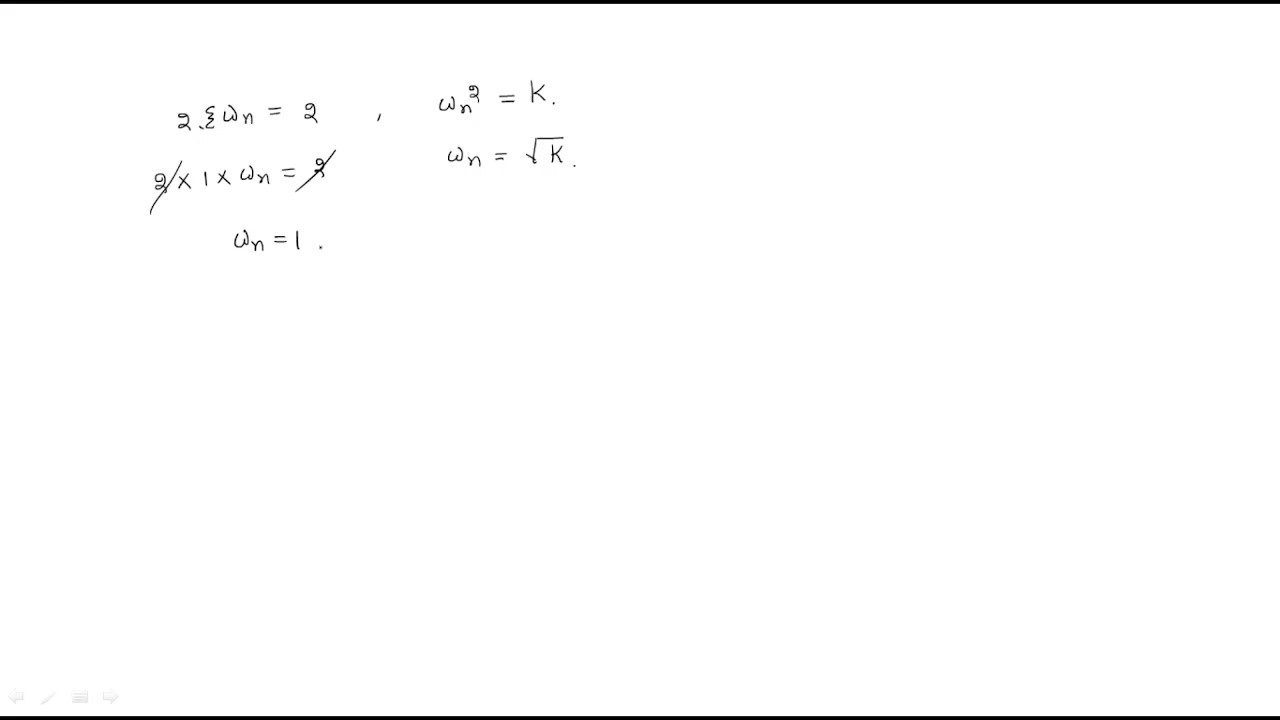 2.ξωn = 2 , ωn² = K.
2 × 1 × ωn = 2
ωn = √K.
ωn = 1 .